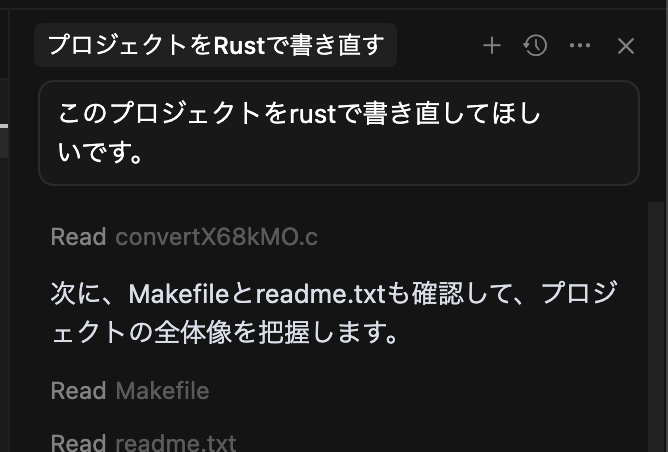 プロジェクトをRustで書き直す
このプロジェクトをrustで書き直してほし
いです。
Read convertX68kMO.c
次に、Makefileとreadme.txtも確認して、プロジ
ェクトの全体像を把握します。
Read Makefile
Read readme.txt